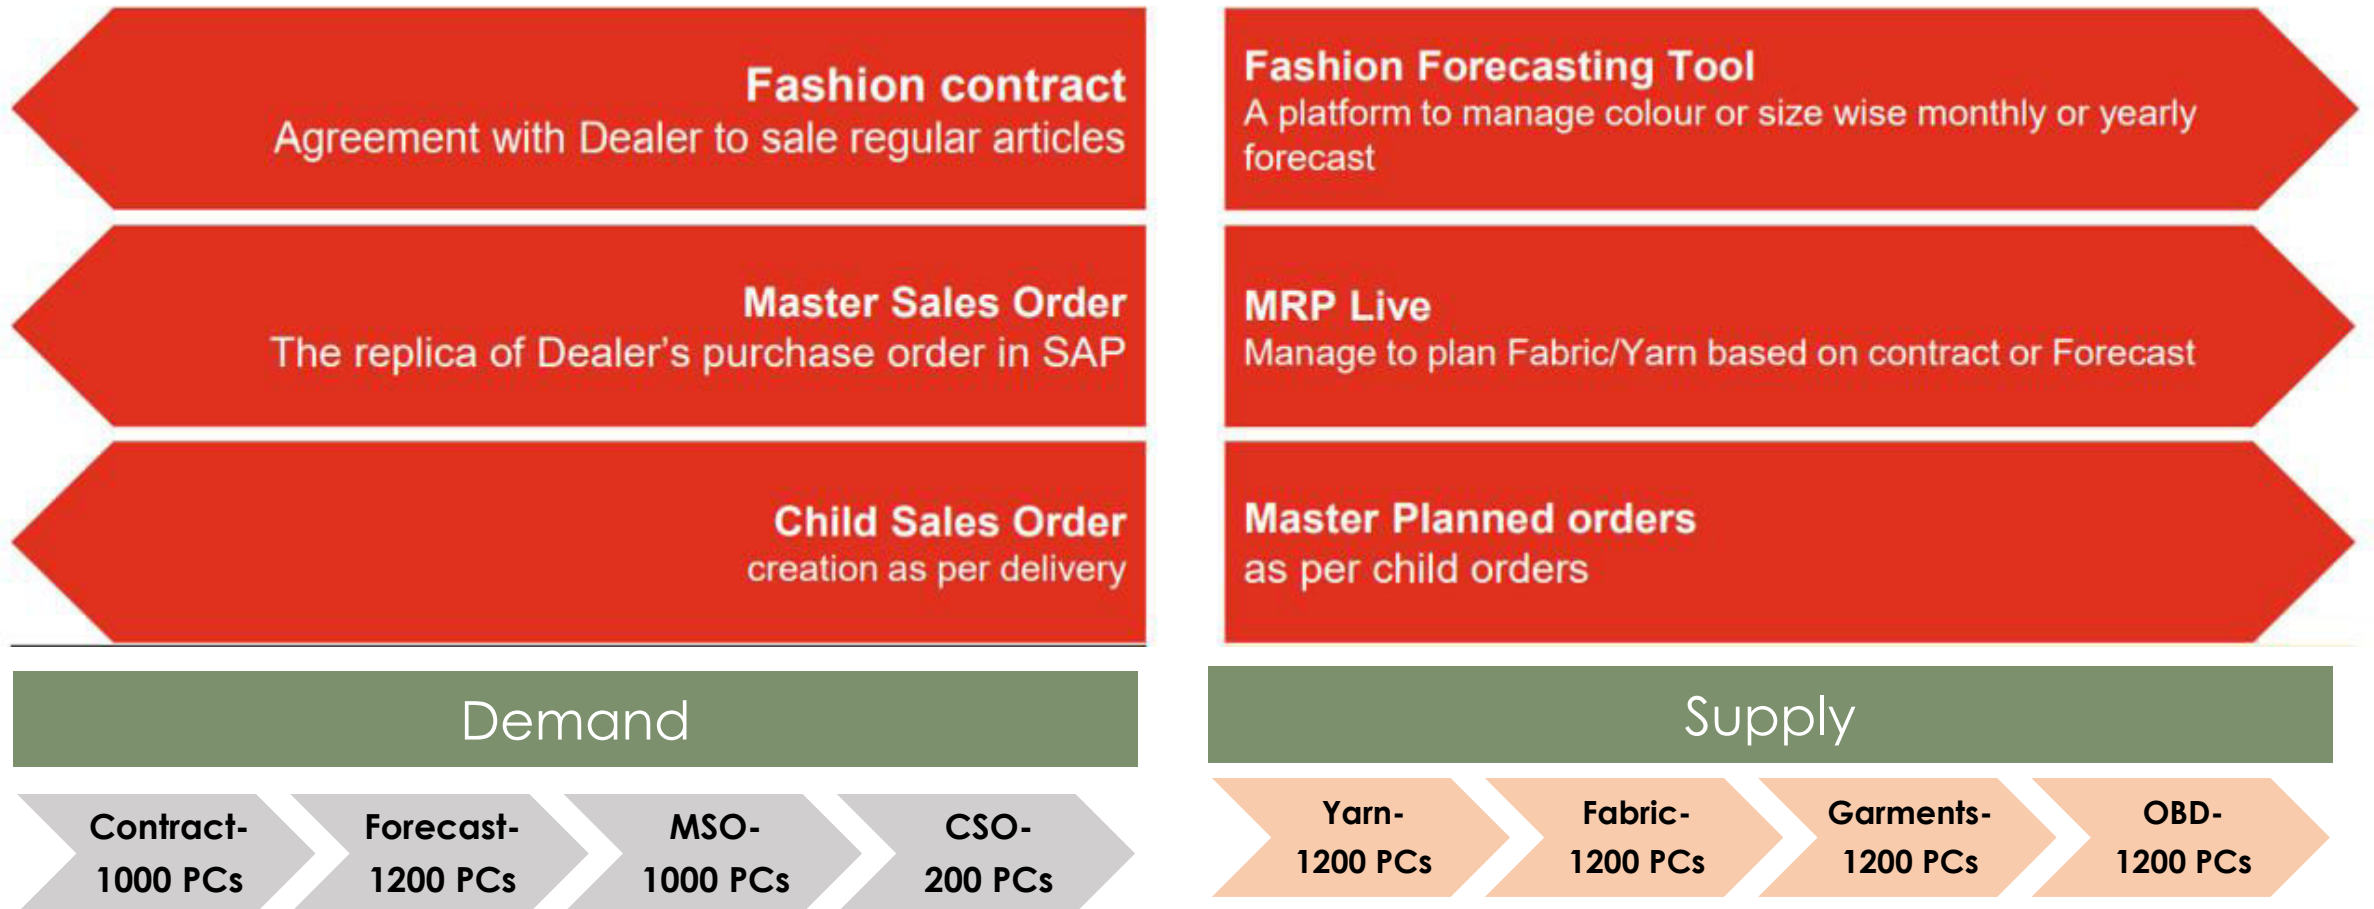 Fashion contract
Agreement with Dealer to sale regular articles
Master Sales Order
The replica of Dealer's purchase order in SAP
Child Sales Order
creation as per delivery
Fashion Forecasting Tool
A platform to manage colour or size wise monthly or yearly
forecast
MRP Live
Manage to plan Fabric/Yarn based on contract or Forecast
Master Planned orders
as per child orders
Demand
Contract-
1000 PCs
Forecast-
1200 PCs
MSO-
1000 PCs
CSO-
200 PCs
Supply
Yarn-
1200 PCs
Fabric-
1200 PCs
Garments-
1200 PCs
OBD-
1200 PCs